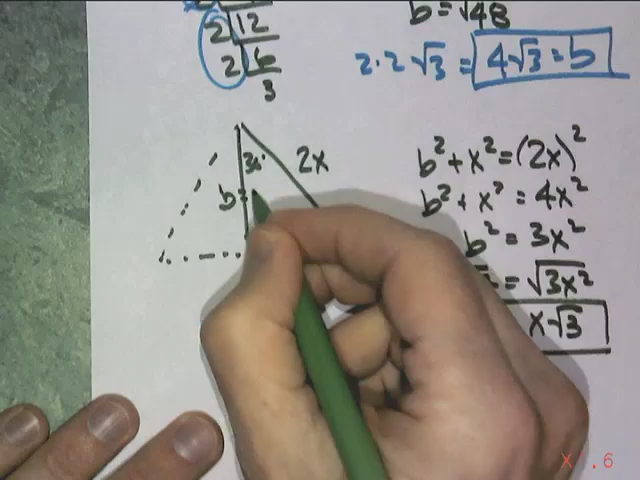 b=√48
2 12
2 6
3
2·2√3 = 4√3=b
30° 2x
b=
b²+x²=(2x)²
b²+x²=4x²
b²=3x²
=√3x²
x√3
X .6